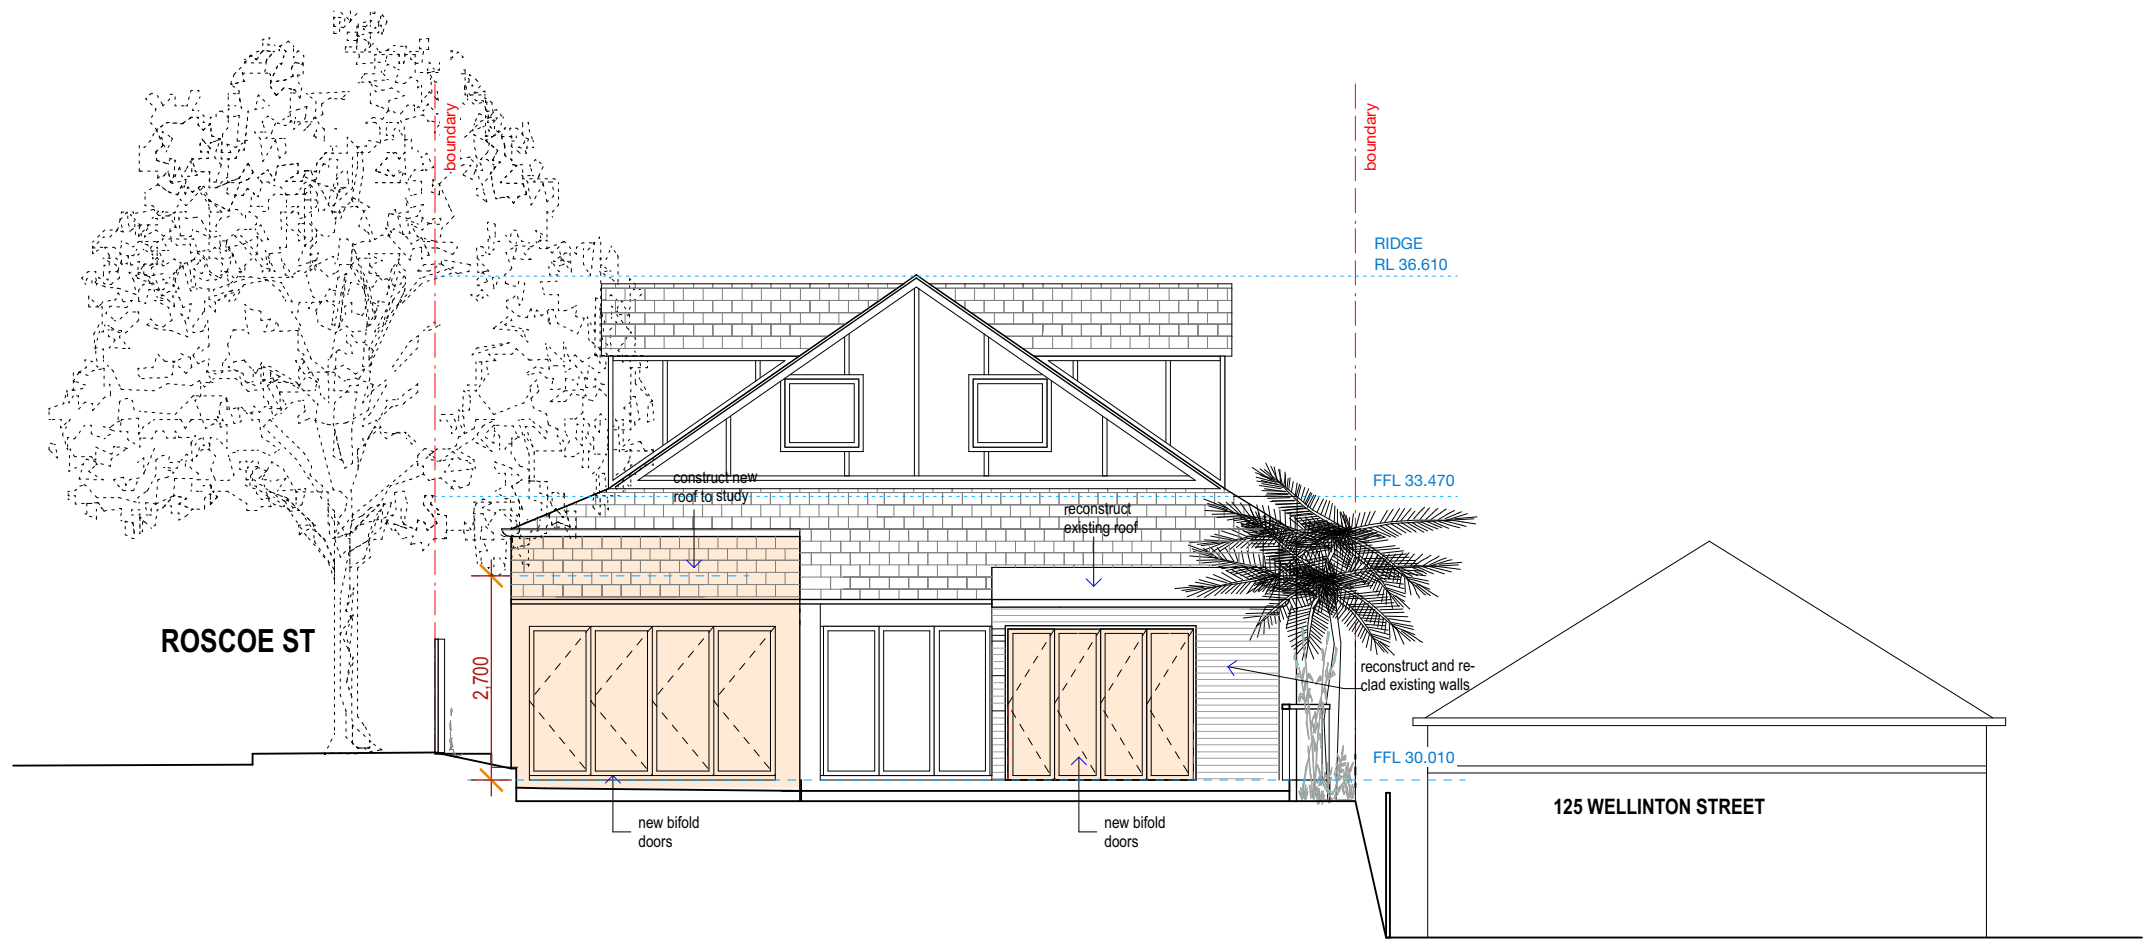 boundary
boundary
RIDGE
RL 36.610
construct new
roof to study
FFL 33.470
reconstruct
existing roof
ROSCOE ST
2,700
reconstruct and re-
clad existing walls
FFL 30.010
125 WELLINTON STREET
new bifold
doors
new bifold
doors